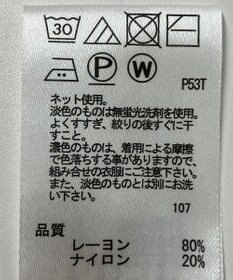 30
P W
P53T
ネット使用。
淡色のものは無蛍光洗剤を使用。
よくすすぎ、絞りの後すぐに干
すこと。
濃色のものは、着用による摩擦
で色落ちする事がありますので、
組み合せの衣服にご注意下さい。
また、淡色のものとは別にお洗
い下さい。
107
品質
レーヨン 80%
ナイロン 20%